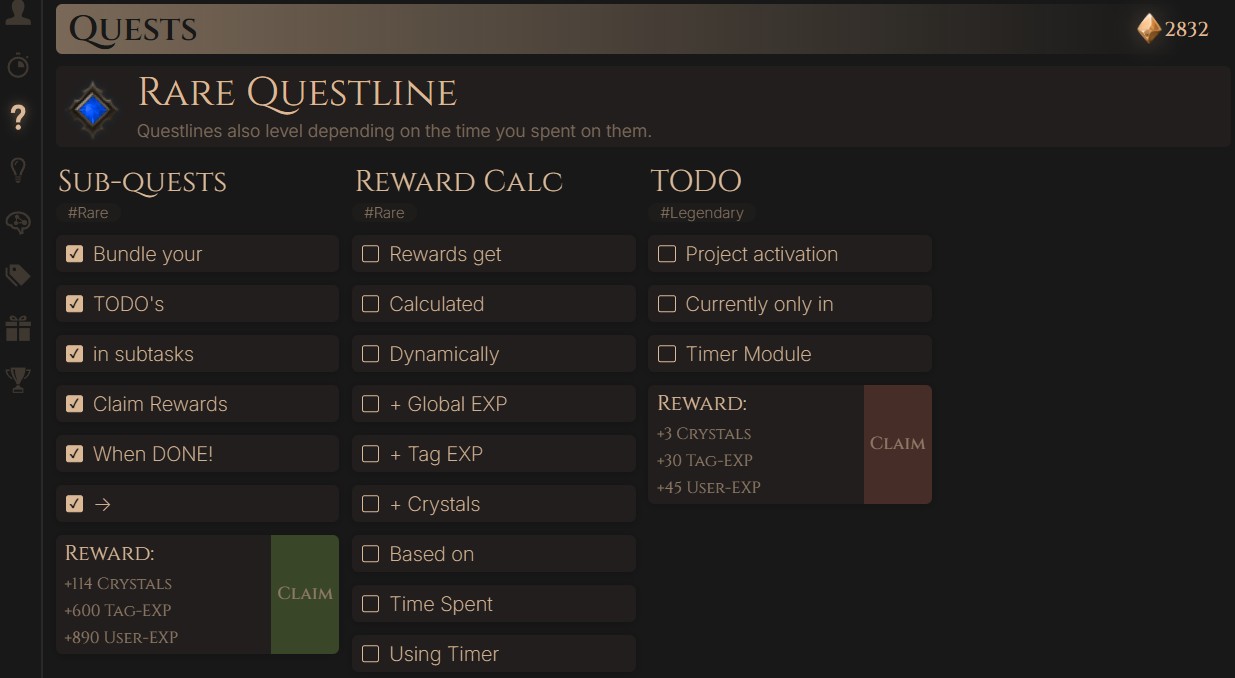 Quests
2832
Rare Questline
Questlines also level depending on the time you spent on them.
Sub-quests
#Rare
Bundle your
TODO's
in subtasks
Claim Rewards
When DONE!
→
Reward:
+114 Crystals
+600 Tag-EXP
+890 User-EXP
Claim
Reward Calc
#Rare
Rewards get
Calculated
Dynamically
+ Global EXP
+ Tag EXP
+ Crystals
Based on
Time Spent
Using Timer
TODO
#Legendary
Project activation
Currently only in
Timer Module
Reward:
+3 Crystals
+30 Tag-EXP
+45 User-EXP
Claim